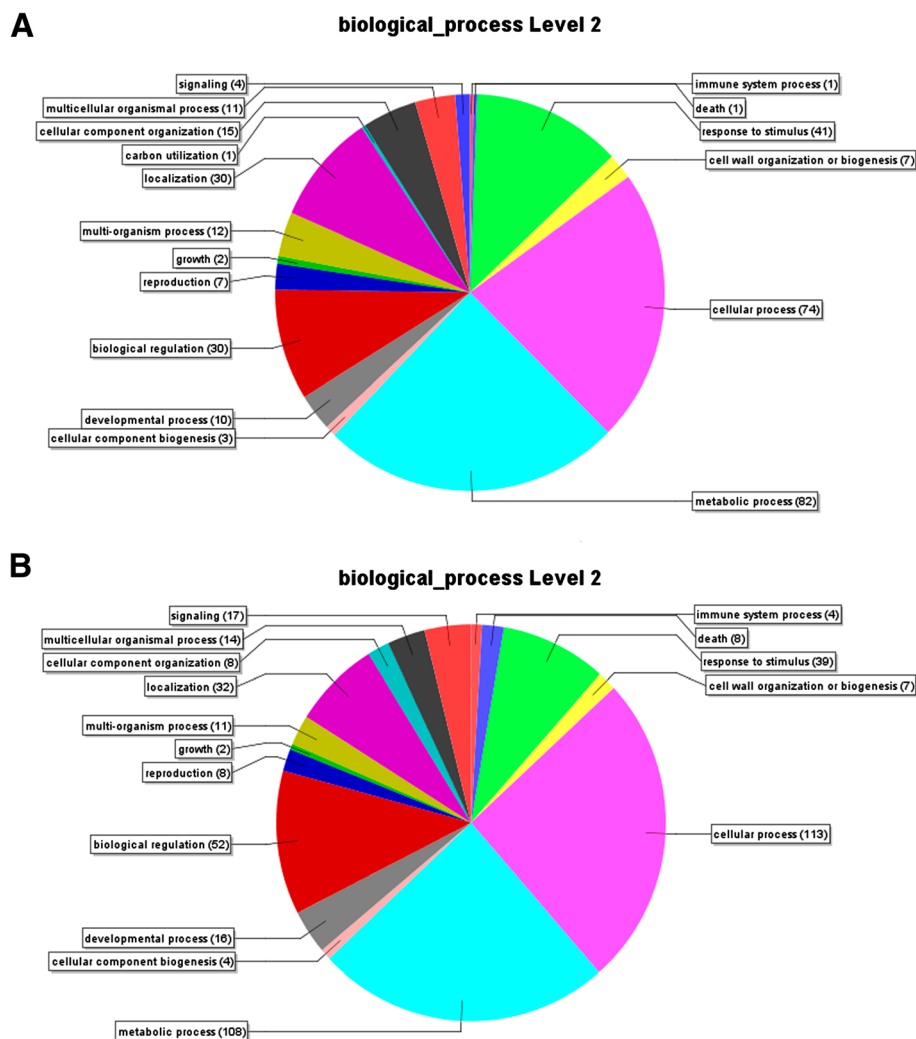 A
biological_process Level 2
signaling (4)
immune system process (1)
multicellular organismal process (11)
death (1)
cellular component organization (15)
response to stimulus (41)
carbon utilization (1)
cell wall organization or biogenesis (7)
localization (30)
multi-organism process (12)
growth (2)
reproduction (7)
cellular process (74)
biological regulation (30)
developmental process (10)
cellular component biogenesis (3)
metabolic process (82)
B
biological_process Level 2
signaling (17)
immune system process (4)
multicellular organismal process (14)
death (8)
cellular component organization (8)
response to stimulus (39)
localization (32)
cell wall organization or biogenesis (7)
multi-organism process (11)
growth (2)
reproduction (8)
cellular process (113)
biological regulation (52)
developmental process (16)
cellular component biogenesis (4)
metabolic process (108)